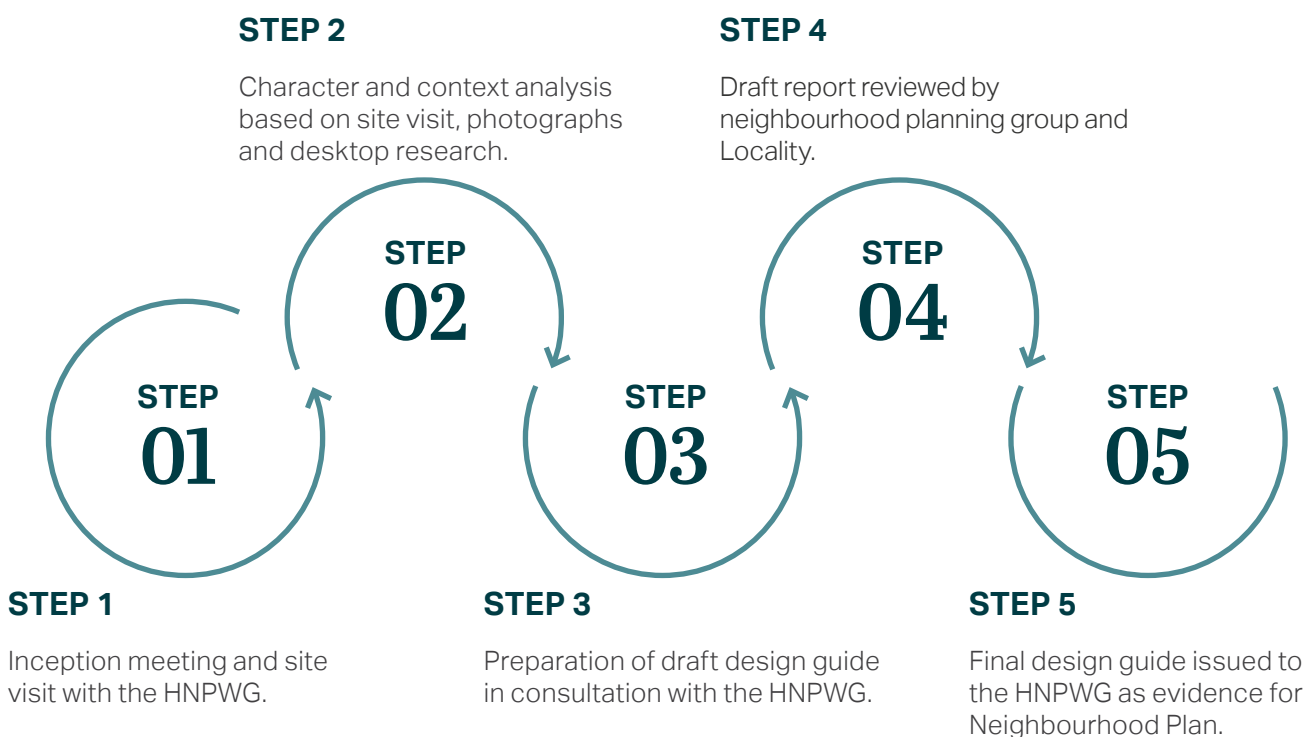 STEP 2
Character and context analysis
based on site visit, photographs
and desktop research.
STEP 4
Draft report reviewed by
neighbourhood planning group and
Locality.
STEP
01
STEP
02
STEP
03
STEP
04
STEP
05
STEP 1
Inception meeting and site
visit with the HNPWG.
STEP 3
Preparation of draft design guide
in consultation with the HNPWG.
STEP 5
Final design guide issued to
the HNPWG as evidence for
Neighbourhood Plan.